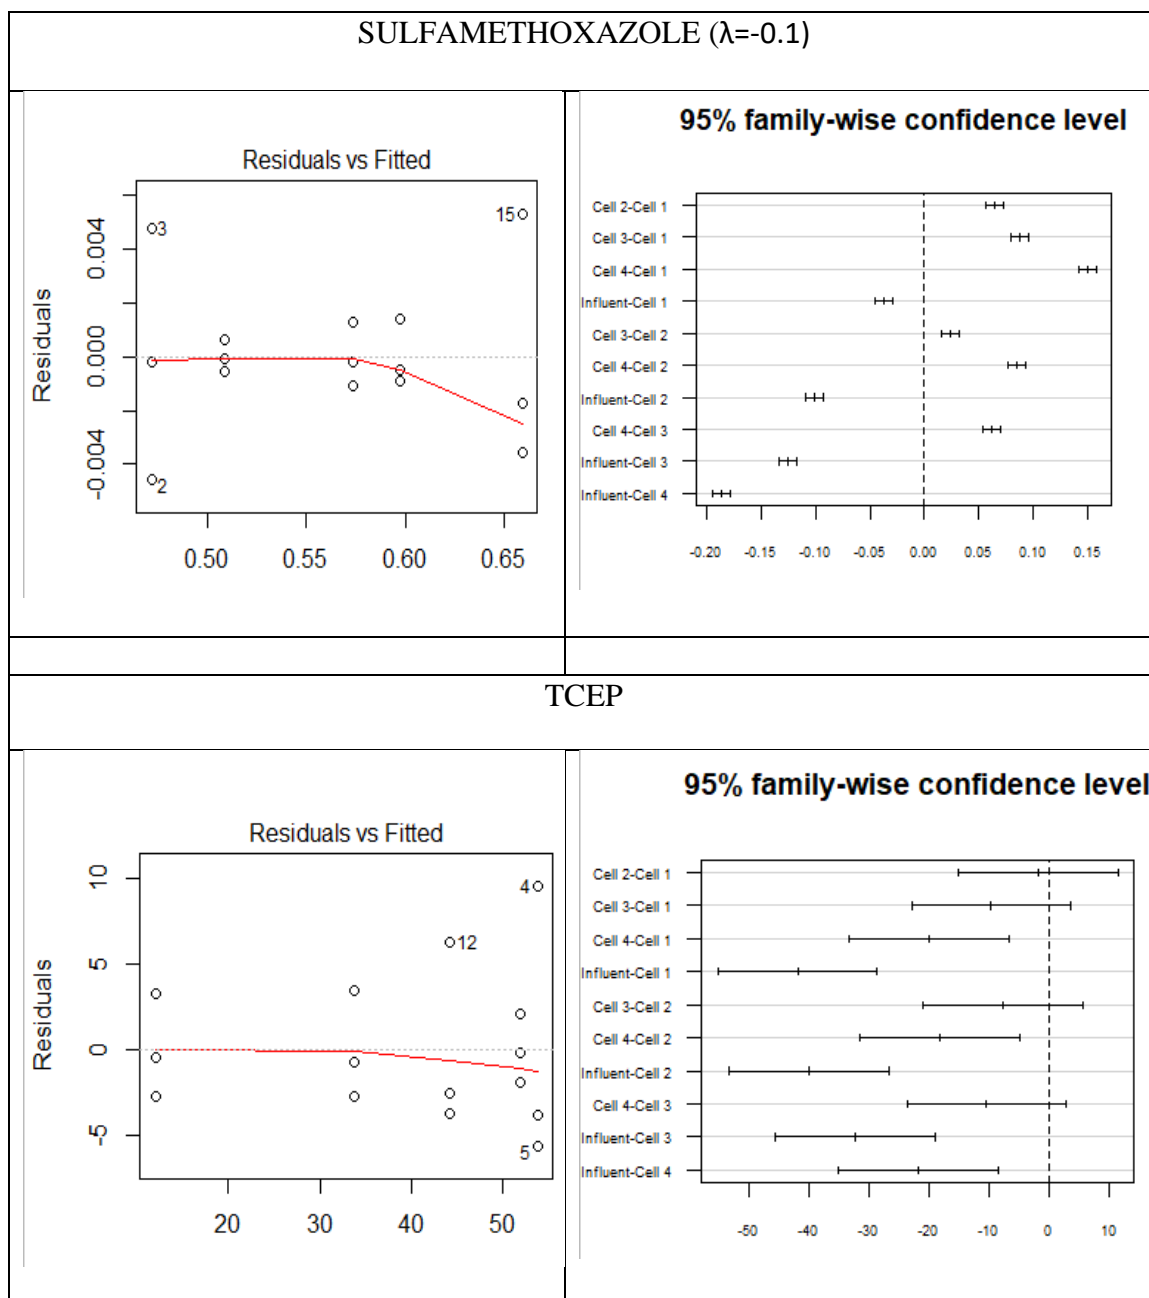 SULFAMETHOXAZOLE (λ=-0.1)
Residuals vs Fitted
Residuals
0.004
0.000
-0.004
3
15
2
0.50 0.55 0.60 0.65
95% family-wise confidence level
Cell 2-Cell 1
Cell 3-Cell 1
Cell 4-Cell 1
Influent-Cell 1
Cell 3-Cell 2
Cell 4-Cell 2
Influent-Cell 2
Cell 4-Cell 3
Influent-Cell 3
Influent-Cell 4
-0.20 -0.15 -0.10 -0.05 0.00 0.05 0.10 0.15
TCEP
Residuals vs Fitted
Residuals
10
5
0
-5
4
12
5
20 30 40 50
95% family-wise confidence level
Cell 2-Cell 1
Cell 3-Cell 1
Cell 4-Cell 1
Influent-Cell 1
Cell 3-Cell 2
Cell 4-Cell 2
Influent-Cell 2
Cell 4-Cell 3
Influent-Cell 3
Influent-Cell 4
-50 -40 -30 -20 -10 0 10